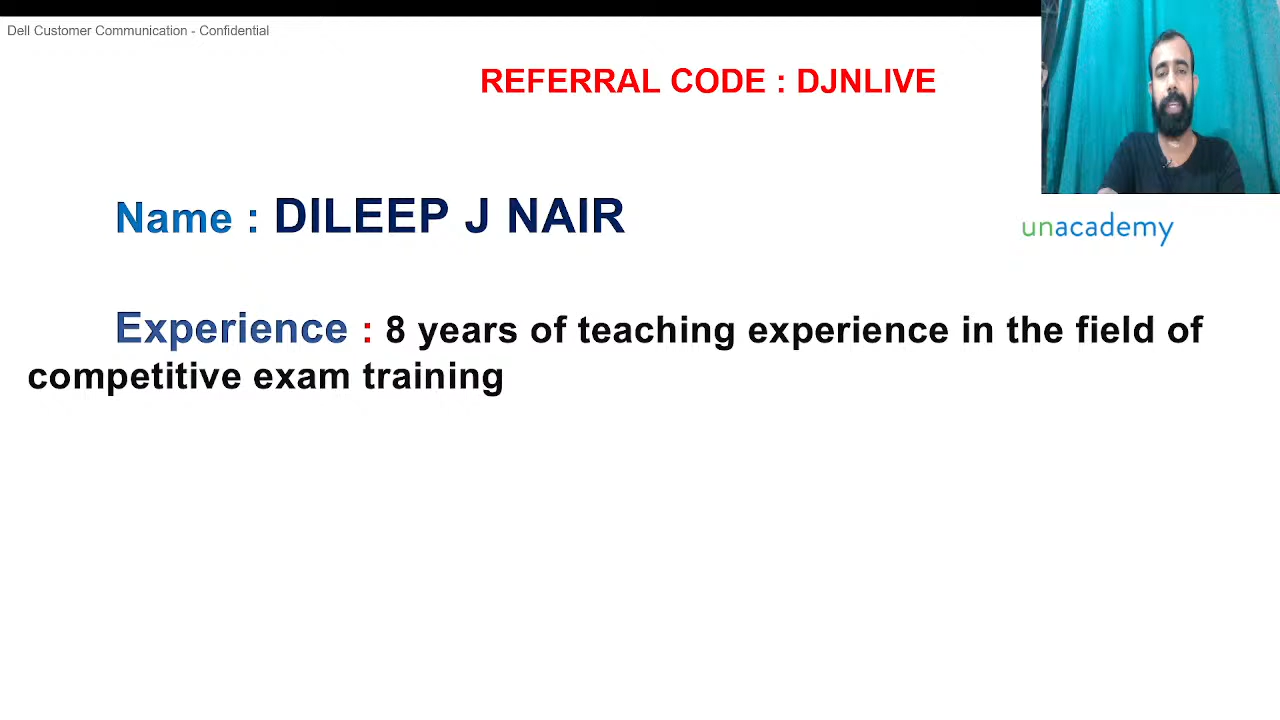 Dell Customer Communication - Confidential
REFERRAL CODE : DJNLIVE
Name : DILEEP J NAIR
unacademy
Experience : 8 years of teaching experience in the field of
competitive exam training